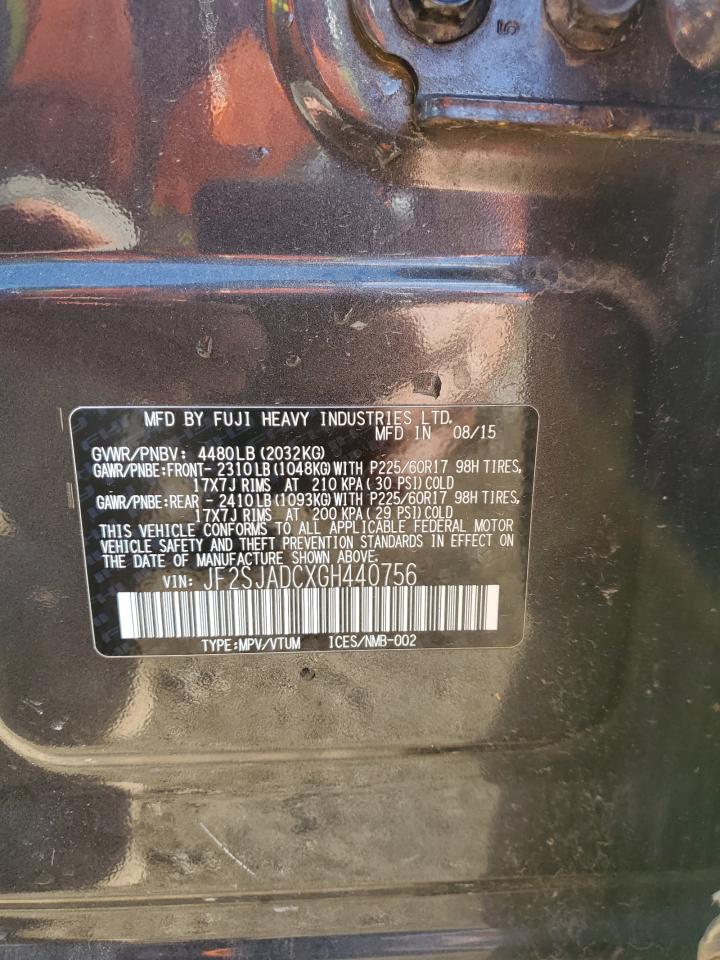 MFD BY FUJI HEAVY INDUSTRIES LTD.
MFD IN 08/15
GVWR/PNBV: 4480LB (2032KG)
GAWR/PNBE:FRONT- 2310LB (1048KG) WITH P225/60R17 98H TIRES,
17X7J RIMS AT 210 KPA ( 30 PSI) COLD
GAWR/PNBE:REAR - 2410LB (1093KG) WITH P225/60R17 98H TIRES,
17X7J RIMS AT 200 KPA ( 29 PSI) COLD
THIS VEHICLE CONFORMS TO ALL APPLICABLE FEDERAL MOTOR
VEHICLE SAFETY AND THEFT PREVENTION STANDARDS IN EFFECT ON
THE DATE OF MANUFACTURE SHOWN ABOVE.
VIN: JF2SJADCXGH440756
TYPE:MPV/VTUM ICES/NMB-002